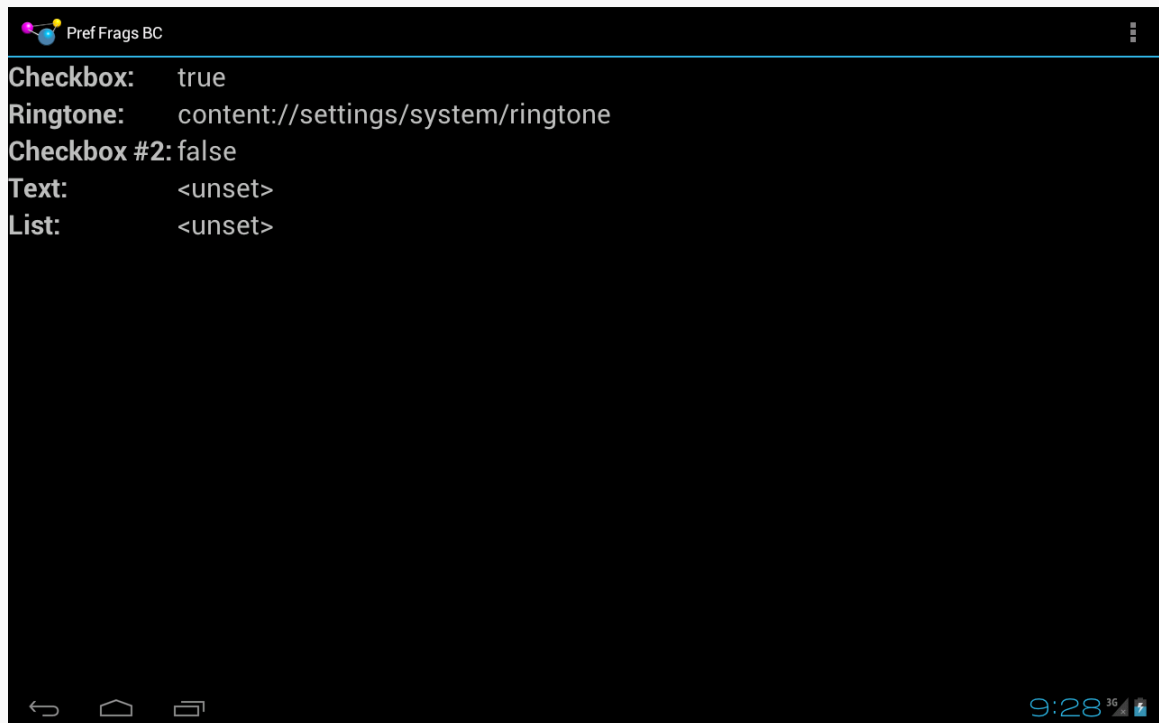 Pref Frags BC
Checkbox: true
Ringtone: content://settings/system/ringtone
Checkbox #2: false
Text: <unset>
List: <unset>
9:28 3G